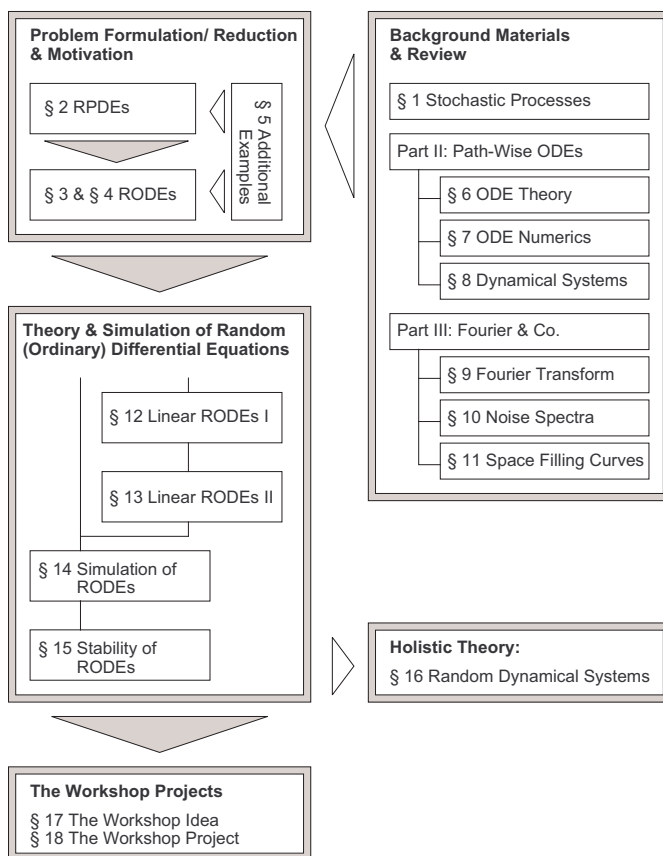 Problem Formulation/ Reduction
& Motivation
§ 2 RPDEs
§ 3 & § 4 RODEs
§ 5 Additional
Examples
Theory & Simulation of Random
(Ordinary) Differential Equations
§ 12 Linear RODEs I
§ 13 Linear RODEs II
§ 14 Simulation of
RODEs
§ 15 Stability of
RODEs
The Workshop Projects
§ 17 The Workshop Idea
§ 18 The Workshop Project
Background Materials
& Review
§ 1 Stochastic Processes
Part II: Path-Wise ODEs
§ 6 ODE Theory
§ 7 ODE Numerics
§ 8 Dynamical Systems
Part III: Fourier & Co.
§ 9 Fourier Transform
§ 10 Noise Spectra
§ 11 Space Filling Curves
Holistic Theory:
§ 16 Random Dynamical Systems